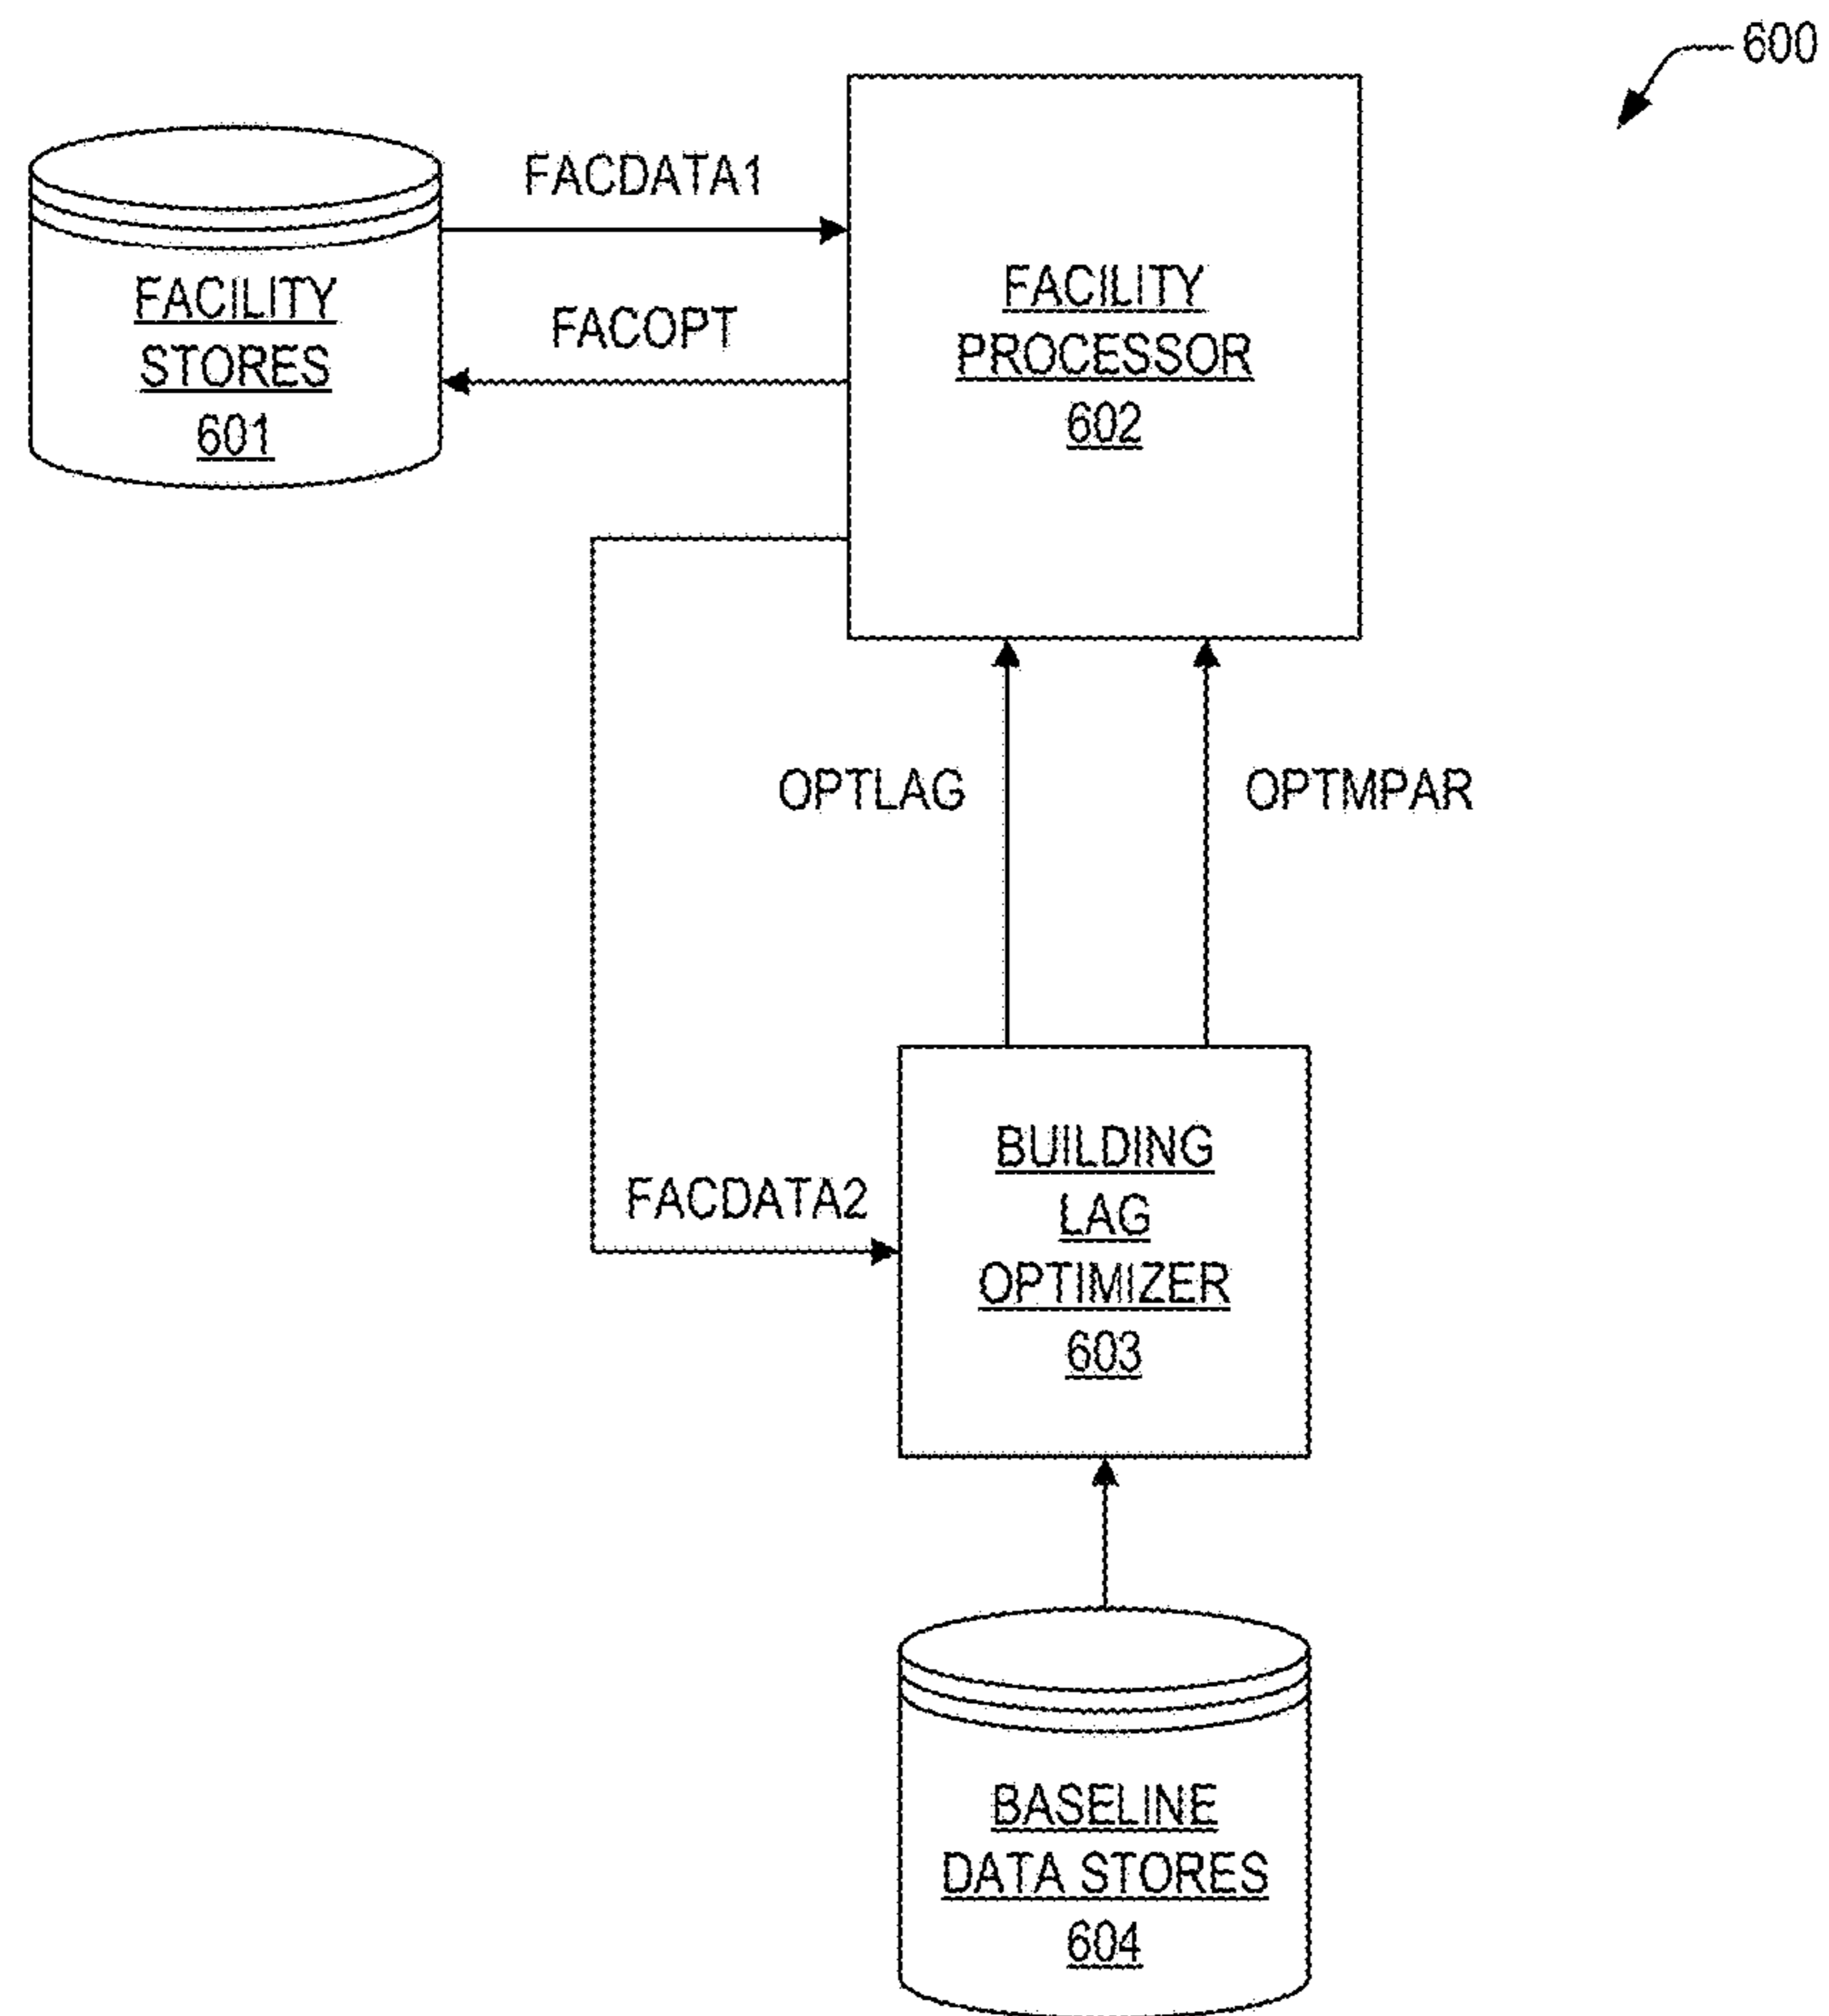 600
FACDATA1
FACILITY
STORES
601
FACOPT
FACILITY
PROCESSOR
602
OPTLAG
OPTMPAR
FACDATA2
BUILDING
LAG
OPTIMIZER
603
BASELINE
DATA STORES
604